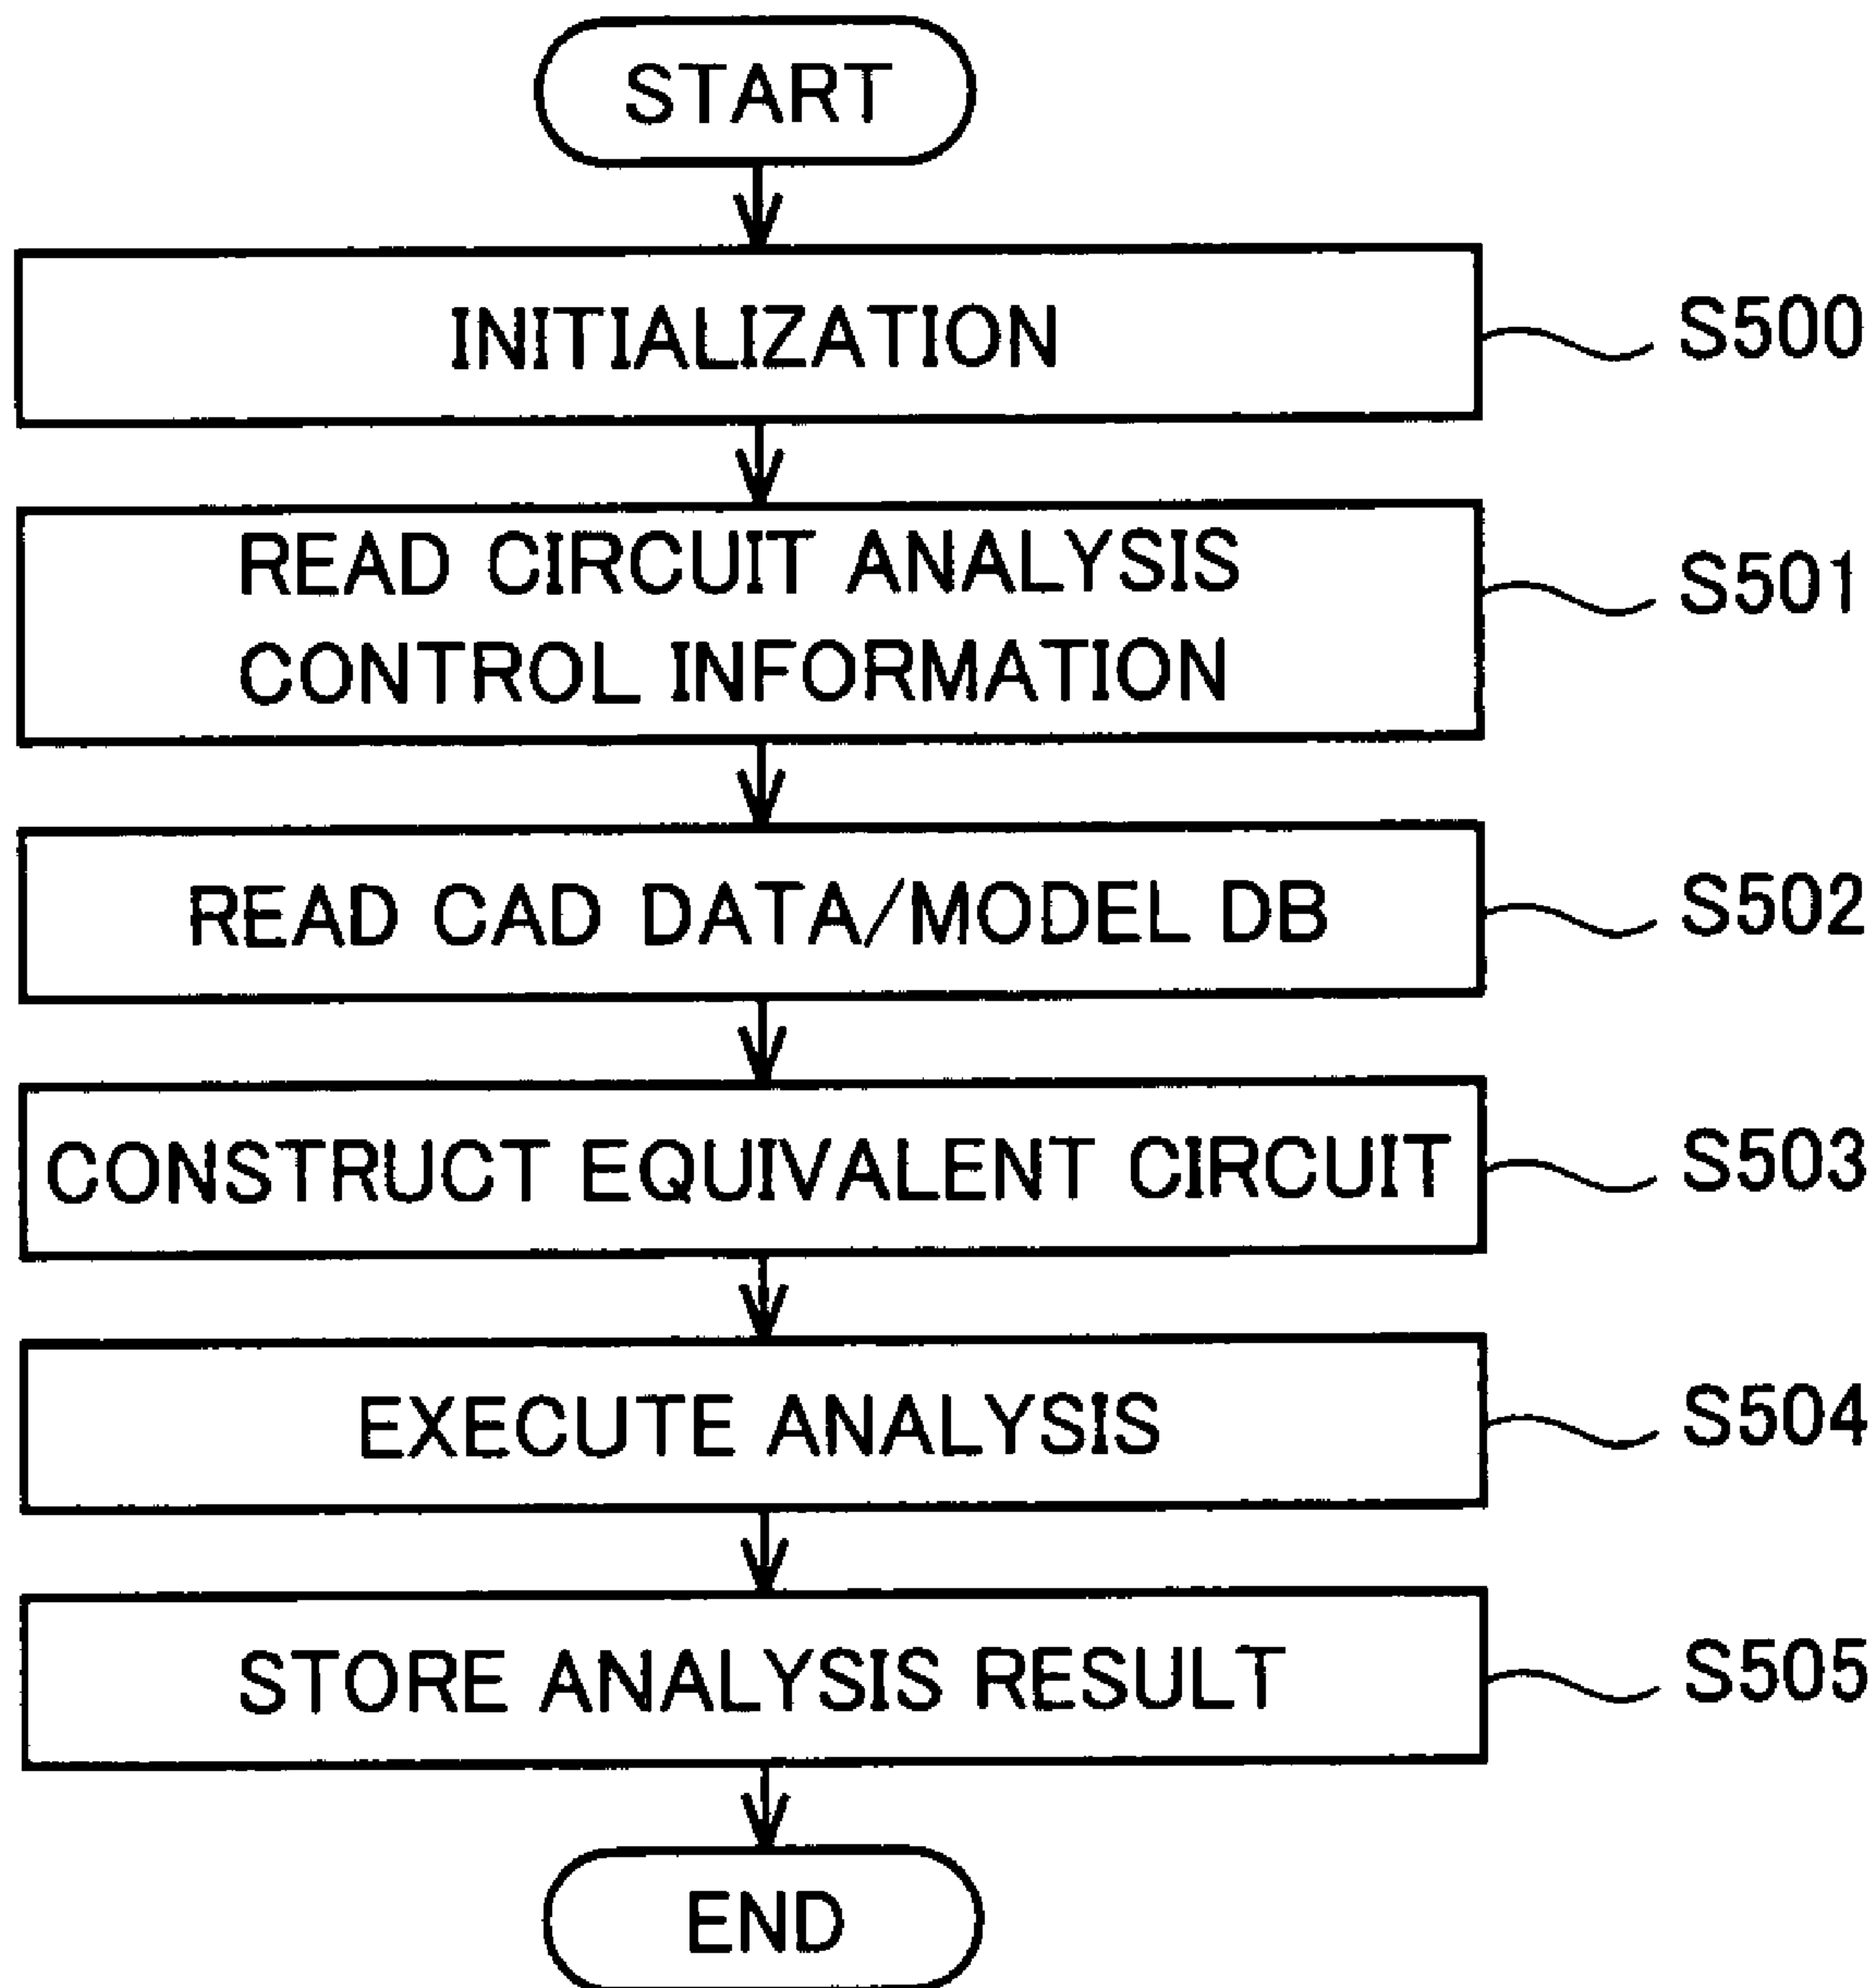 START
INITIALIZATION
S500
READ CIRCUIT ANALYSIS
CONTROL INFORMATION
S501
READ CAD DATA/MODEL DB
S502
CONSTRUCT EQUIVALENT CIRCUIT
S503
EXECUTE ANALYSIS
S504
STORE ANALYSIS RESULT
S505
END